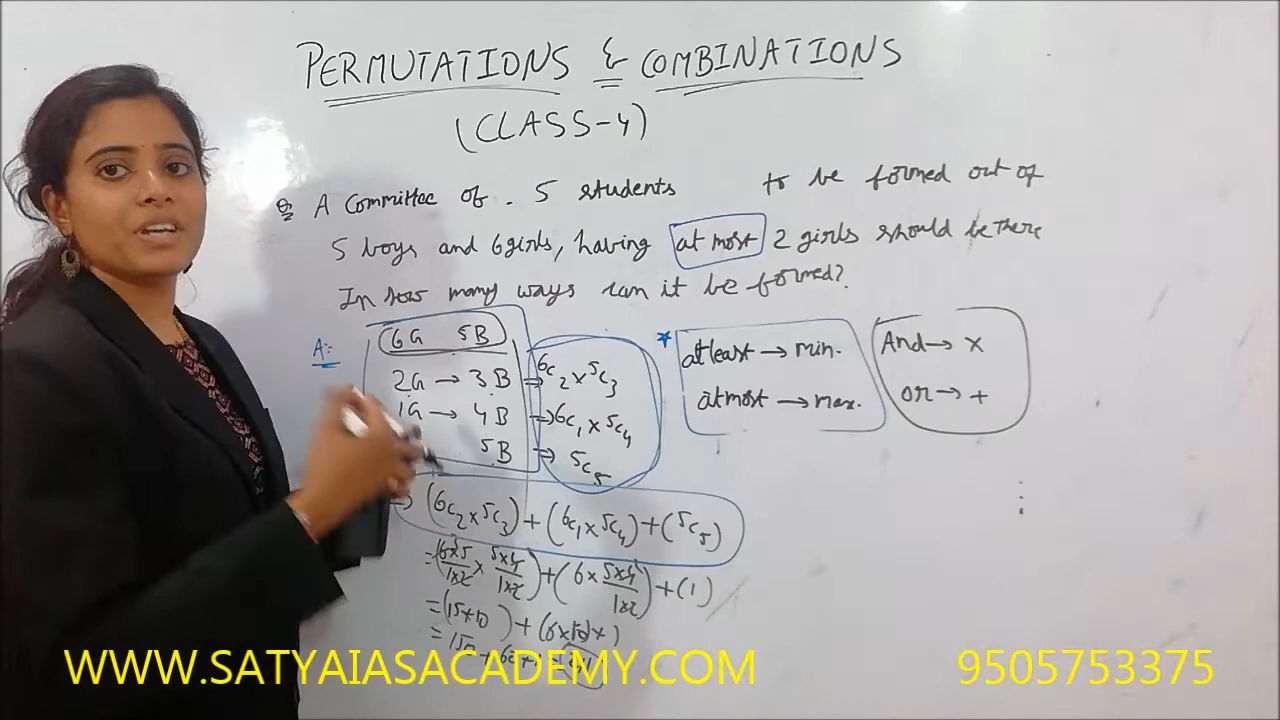 PERMUTATIONS & COMBINATIONS
(CLASS-4)
Q A Committee of . 5 students to be formed out of
5 boys and 6 girls, having at most 2 girls should be there
In how many ways can it be formed?
A:-
6G 5B
2G → 3B ⇒ 6C2 × 5C3
1G → 4B ⇒ 6C1 × 5C4
5B ⇒ 5C5
* atleast → min.
atmost → max.
And → ×
or → +
⇒ (6C2 × 5C3) + (6C1 × 5C4) + (5C5)
= (6×5/1×2 × 5×4/1×2) + (6 × 5×4/1×2) + (1)
= (15×10) + (6×10)
= 150 + 60 +
WWW.SATYAIASACADEMY.COM
9505753375